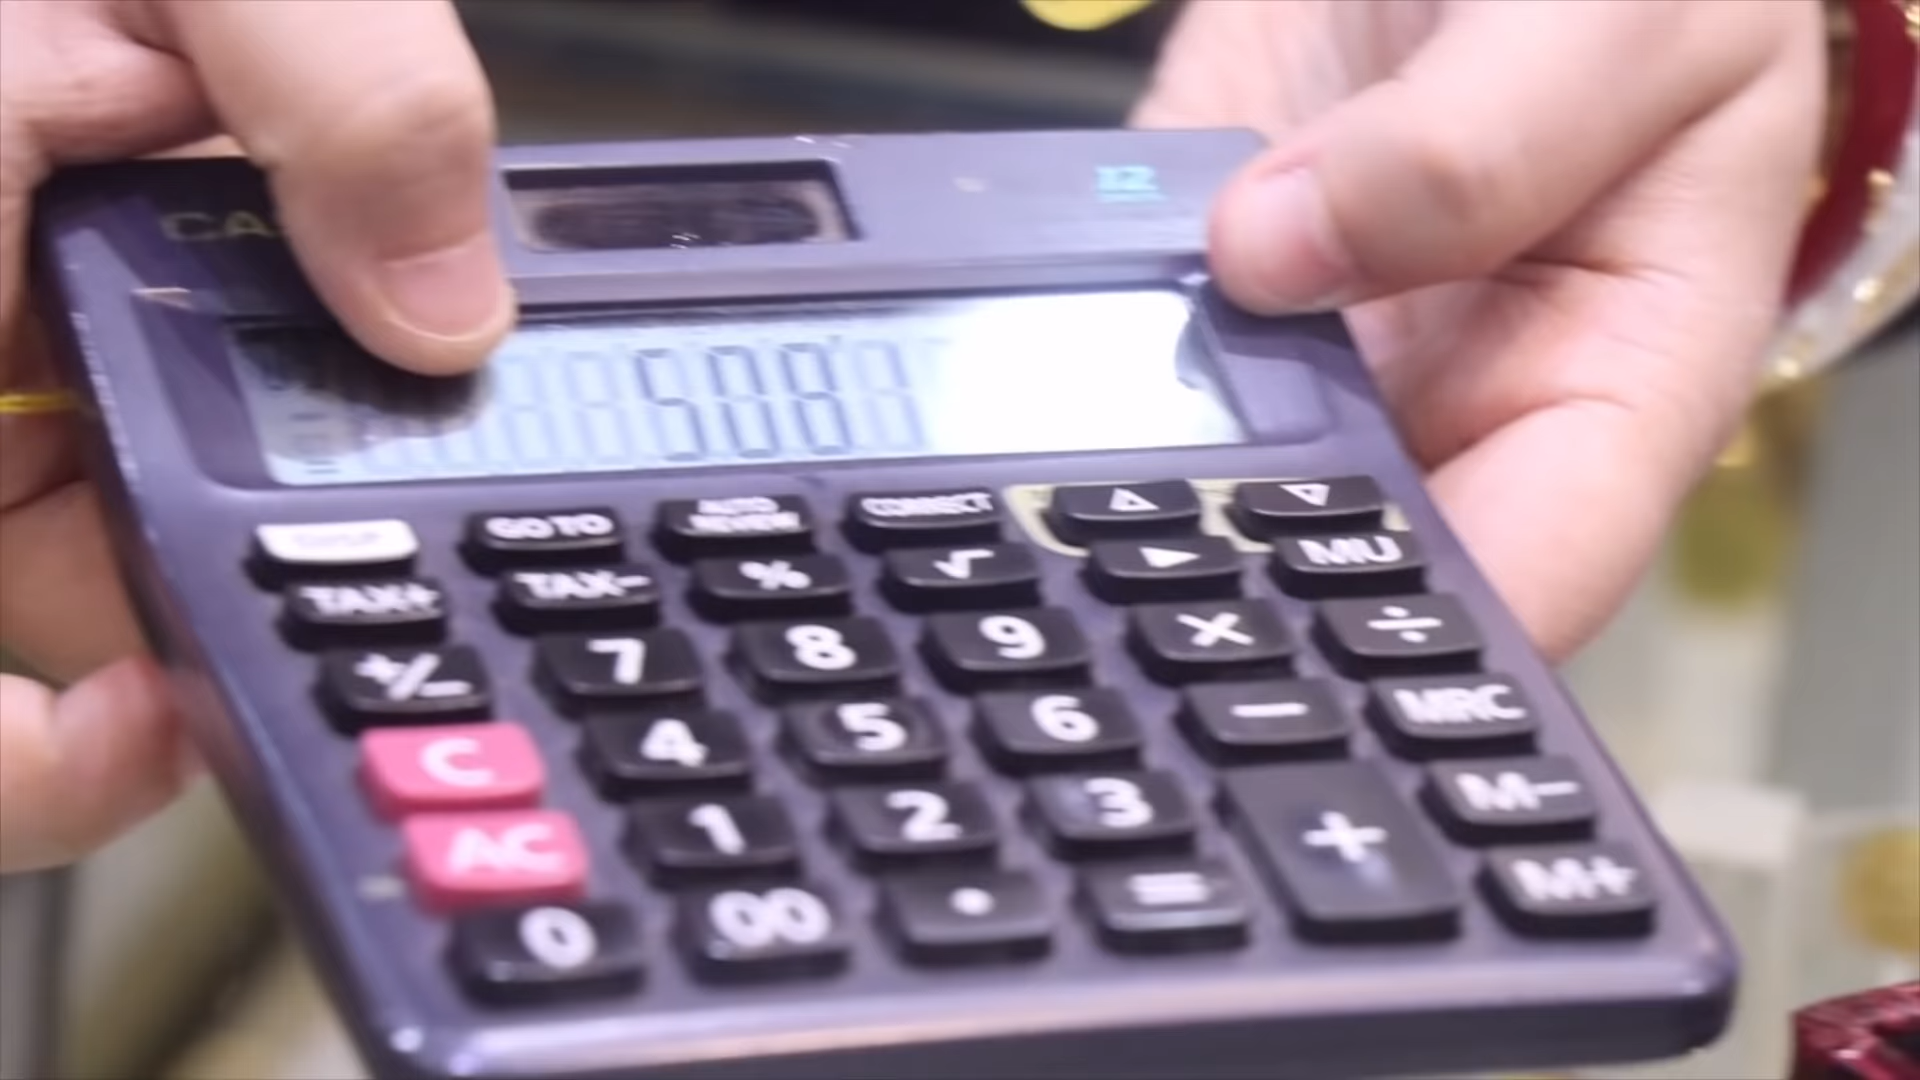 CA
12
GO TO AUTO REVIEW CORRECT △ ▽
TAX+ TAX− % √ ▶ MU
+/− 7 8 9 × ÷
C 4 5 6 − MRC
AC 1 2 3 + M−
0 00 • = M+